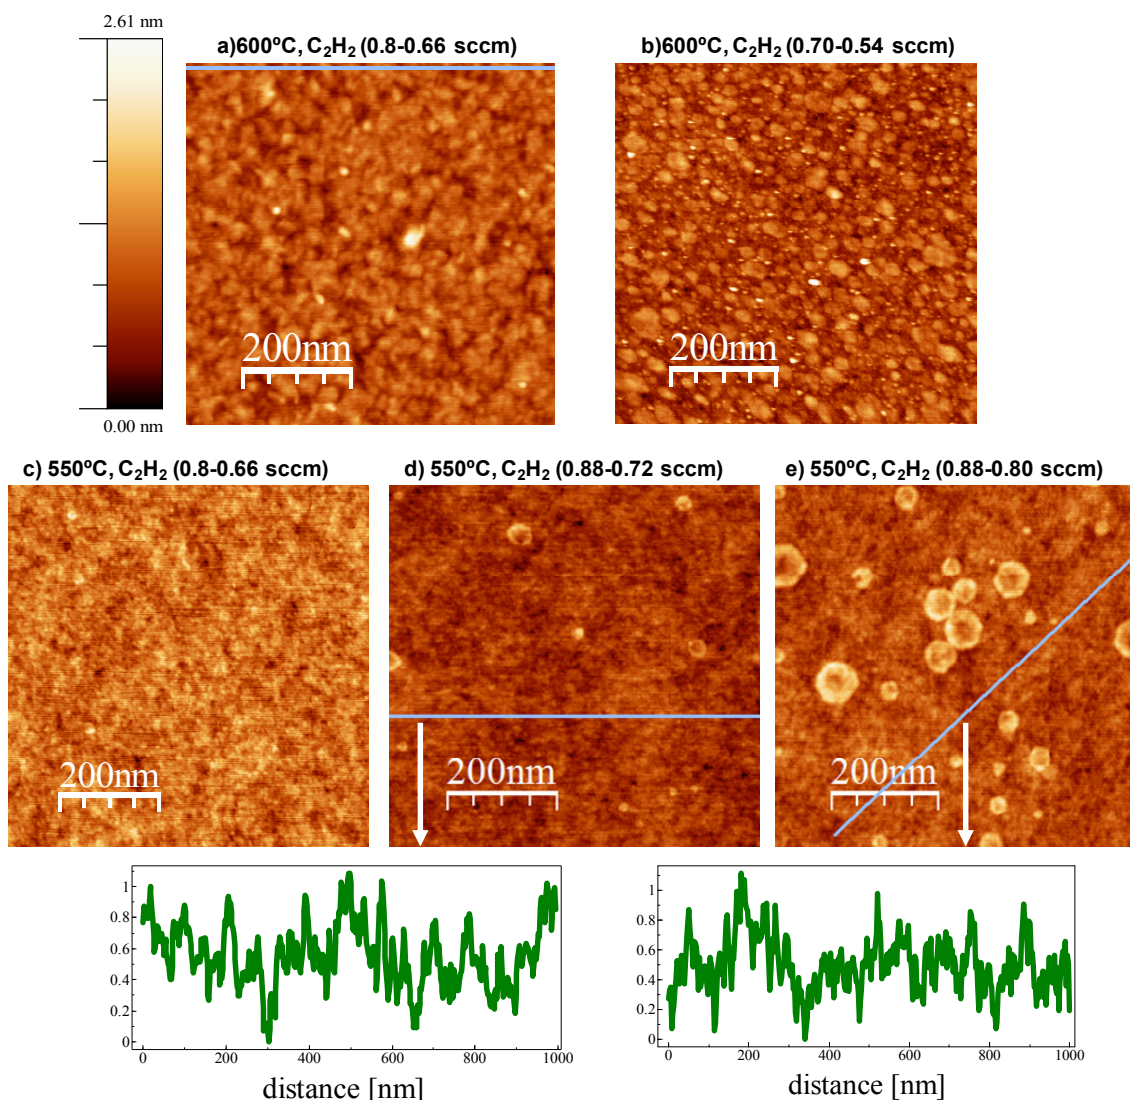 2.61 nm
0.00 nm
a)600ºC, C₂H₂ (0.8-0.66 sccm)
200nm
b)600ºC, C₂H₂ (0.70-0.54 sccm)
200nm
c) 550ºC, C₂H₂ (0.8-0.66 sccm)
200nm
d) 550ºC, C₂H₂ (0.88-0.72 sccm)
200nm
e) 550ºC, C₂H₂ (0.88-0.80 sccm)
200nm
1
0.8
0.6
0.4
0.2
0
0 200 400 600 800 1000
distance [nm]
1
0.8
0.6
0.4
0.2
0
0 200 400 600 800 1000
distance [nm]